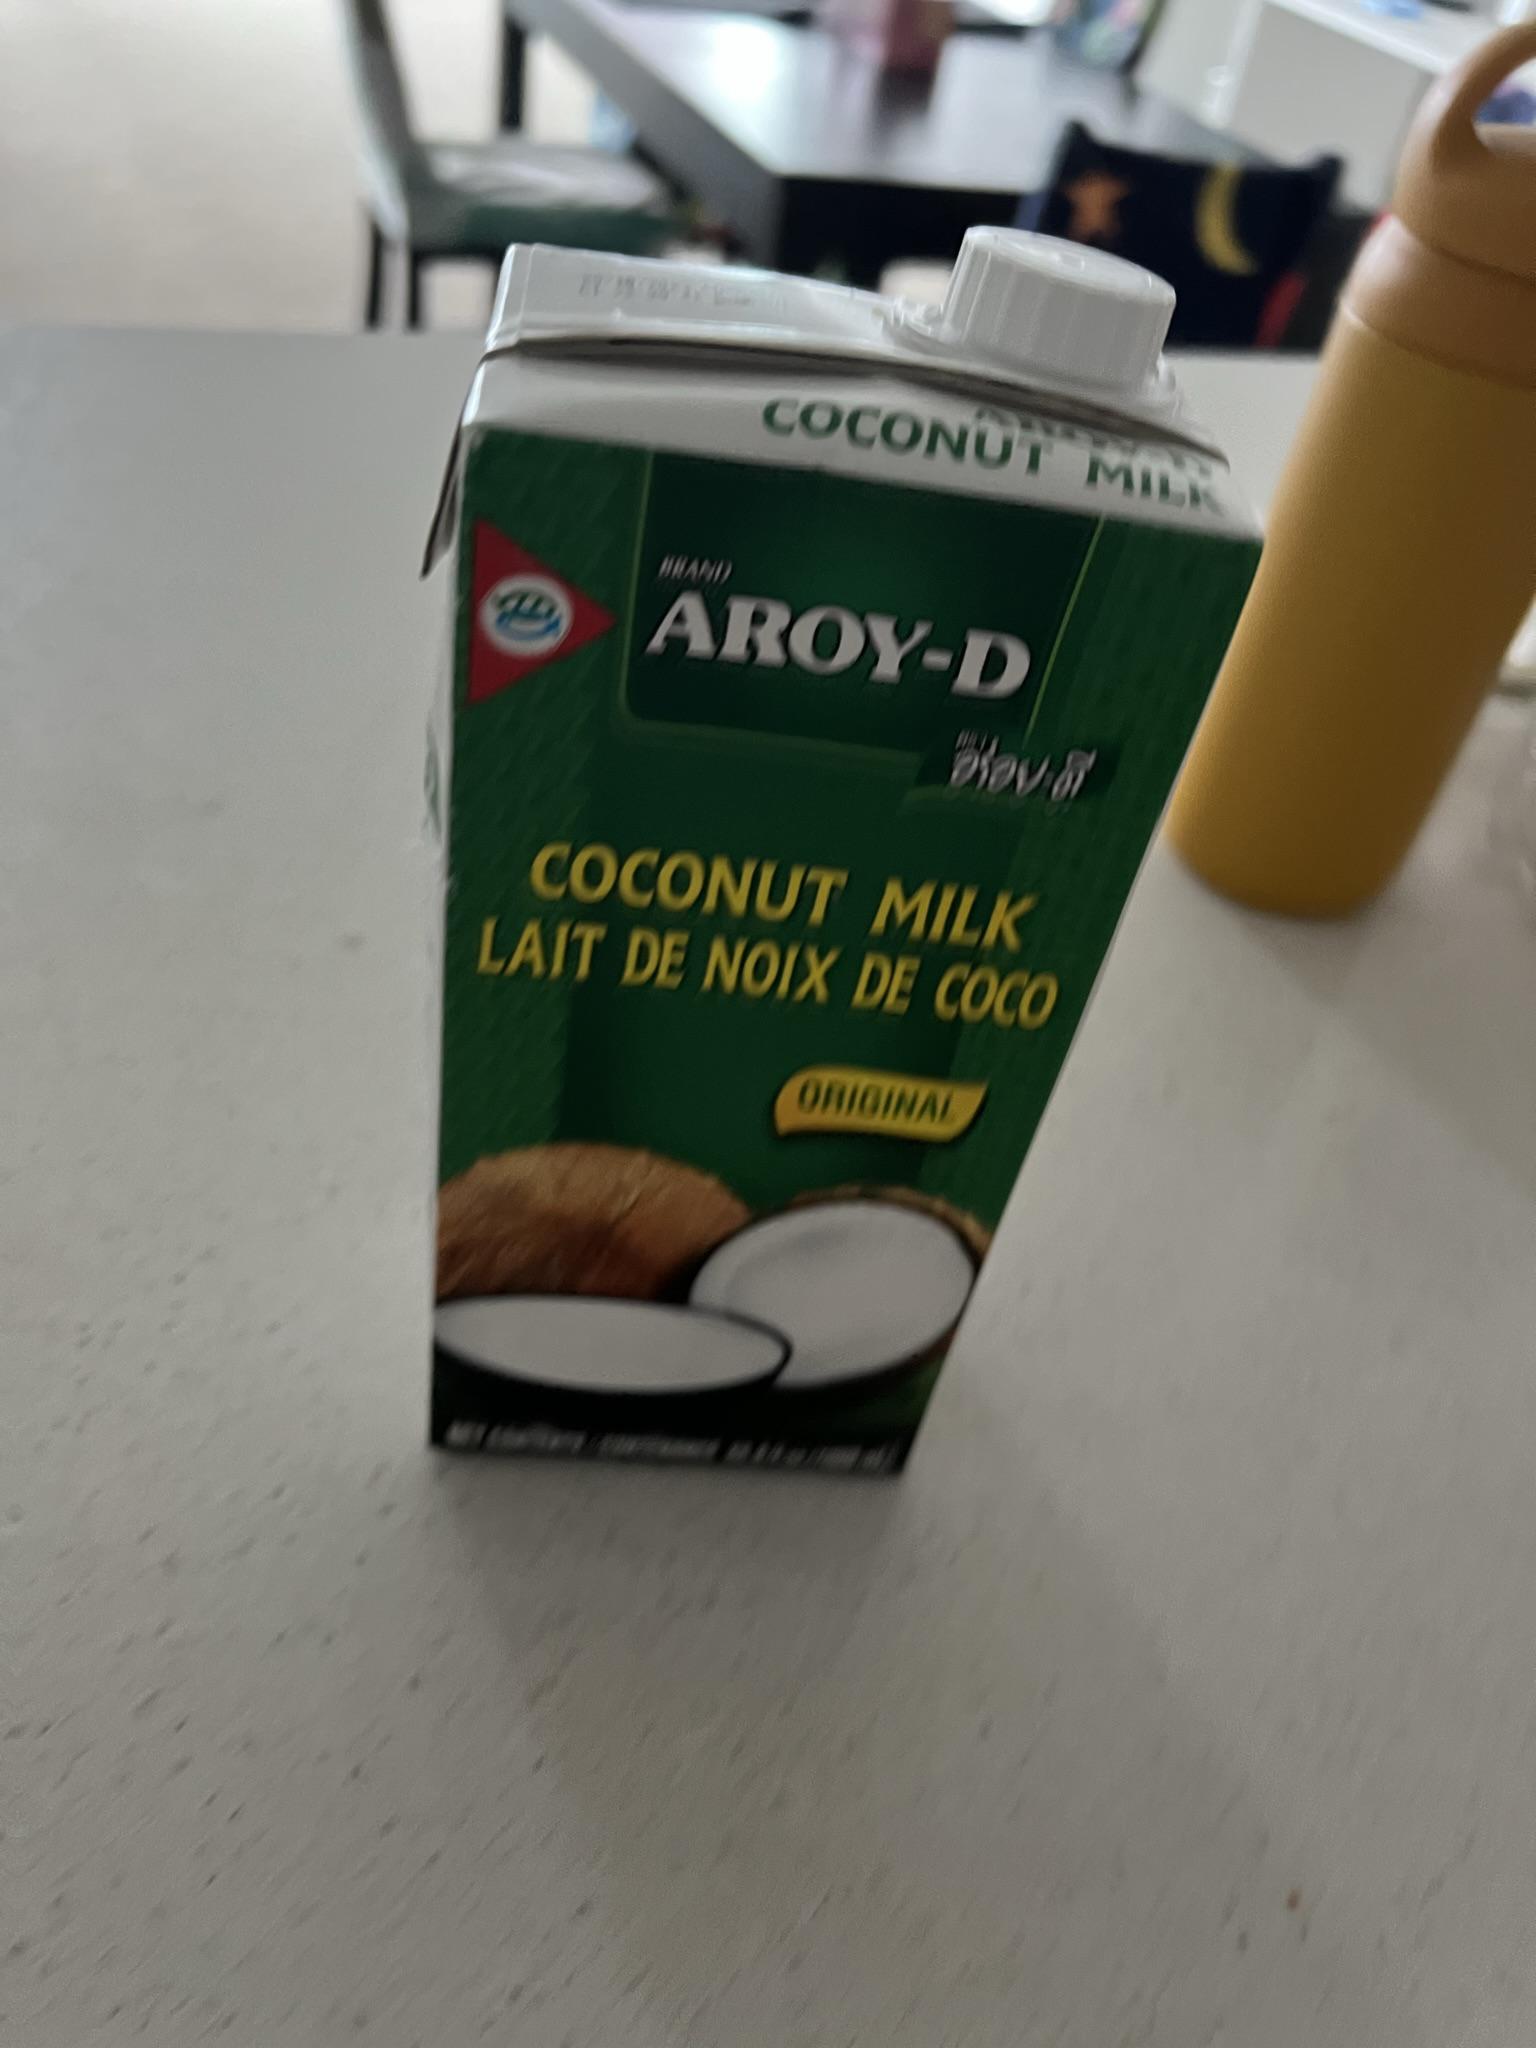 COCONUT MILK
BRAND
AROY-D
อร่อย-ดี
COCONUT MILK
LAIT DE NOIX DE COCO
ORIGINAL